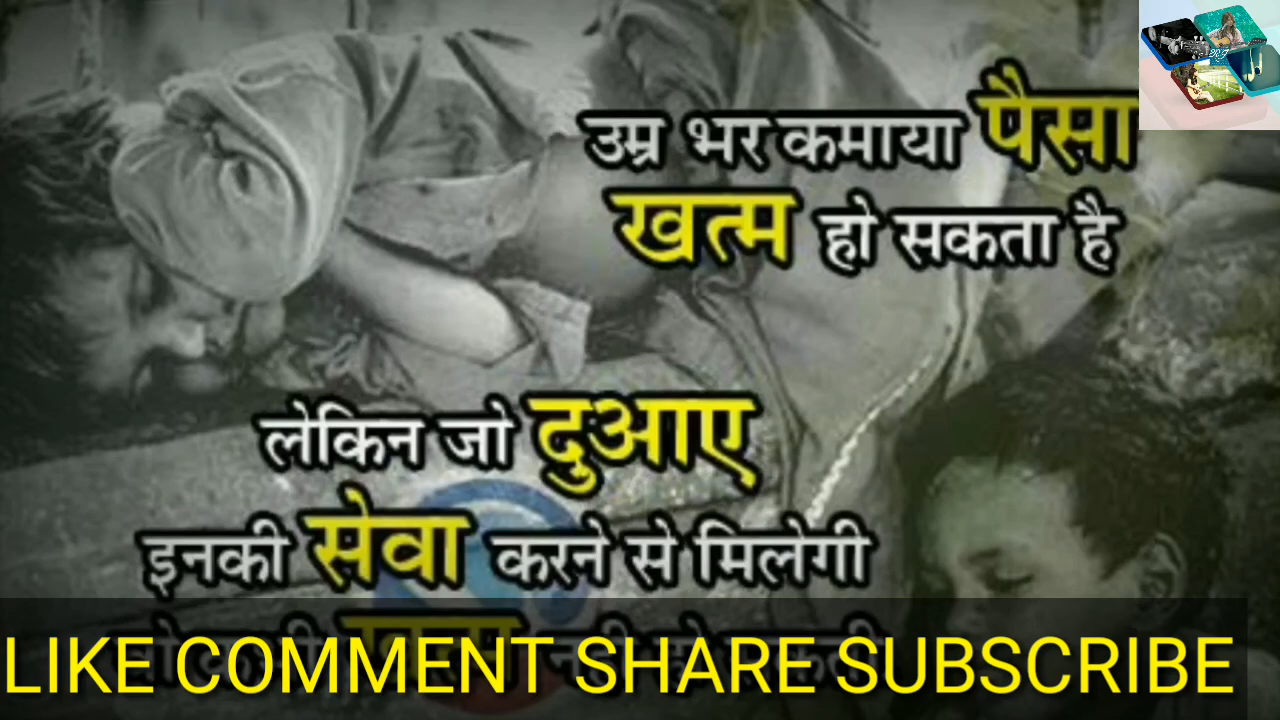 उम्र भर कमाया पैसा
खत्म हो सकता है
लेकिन जो दुआए
इनकी सेवा करने से मिलेगी
LIKE COMMENT SHARE SUBSCRIBE